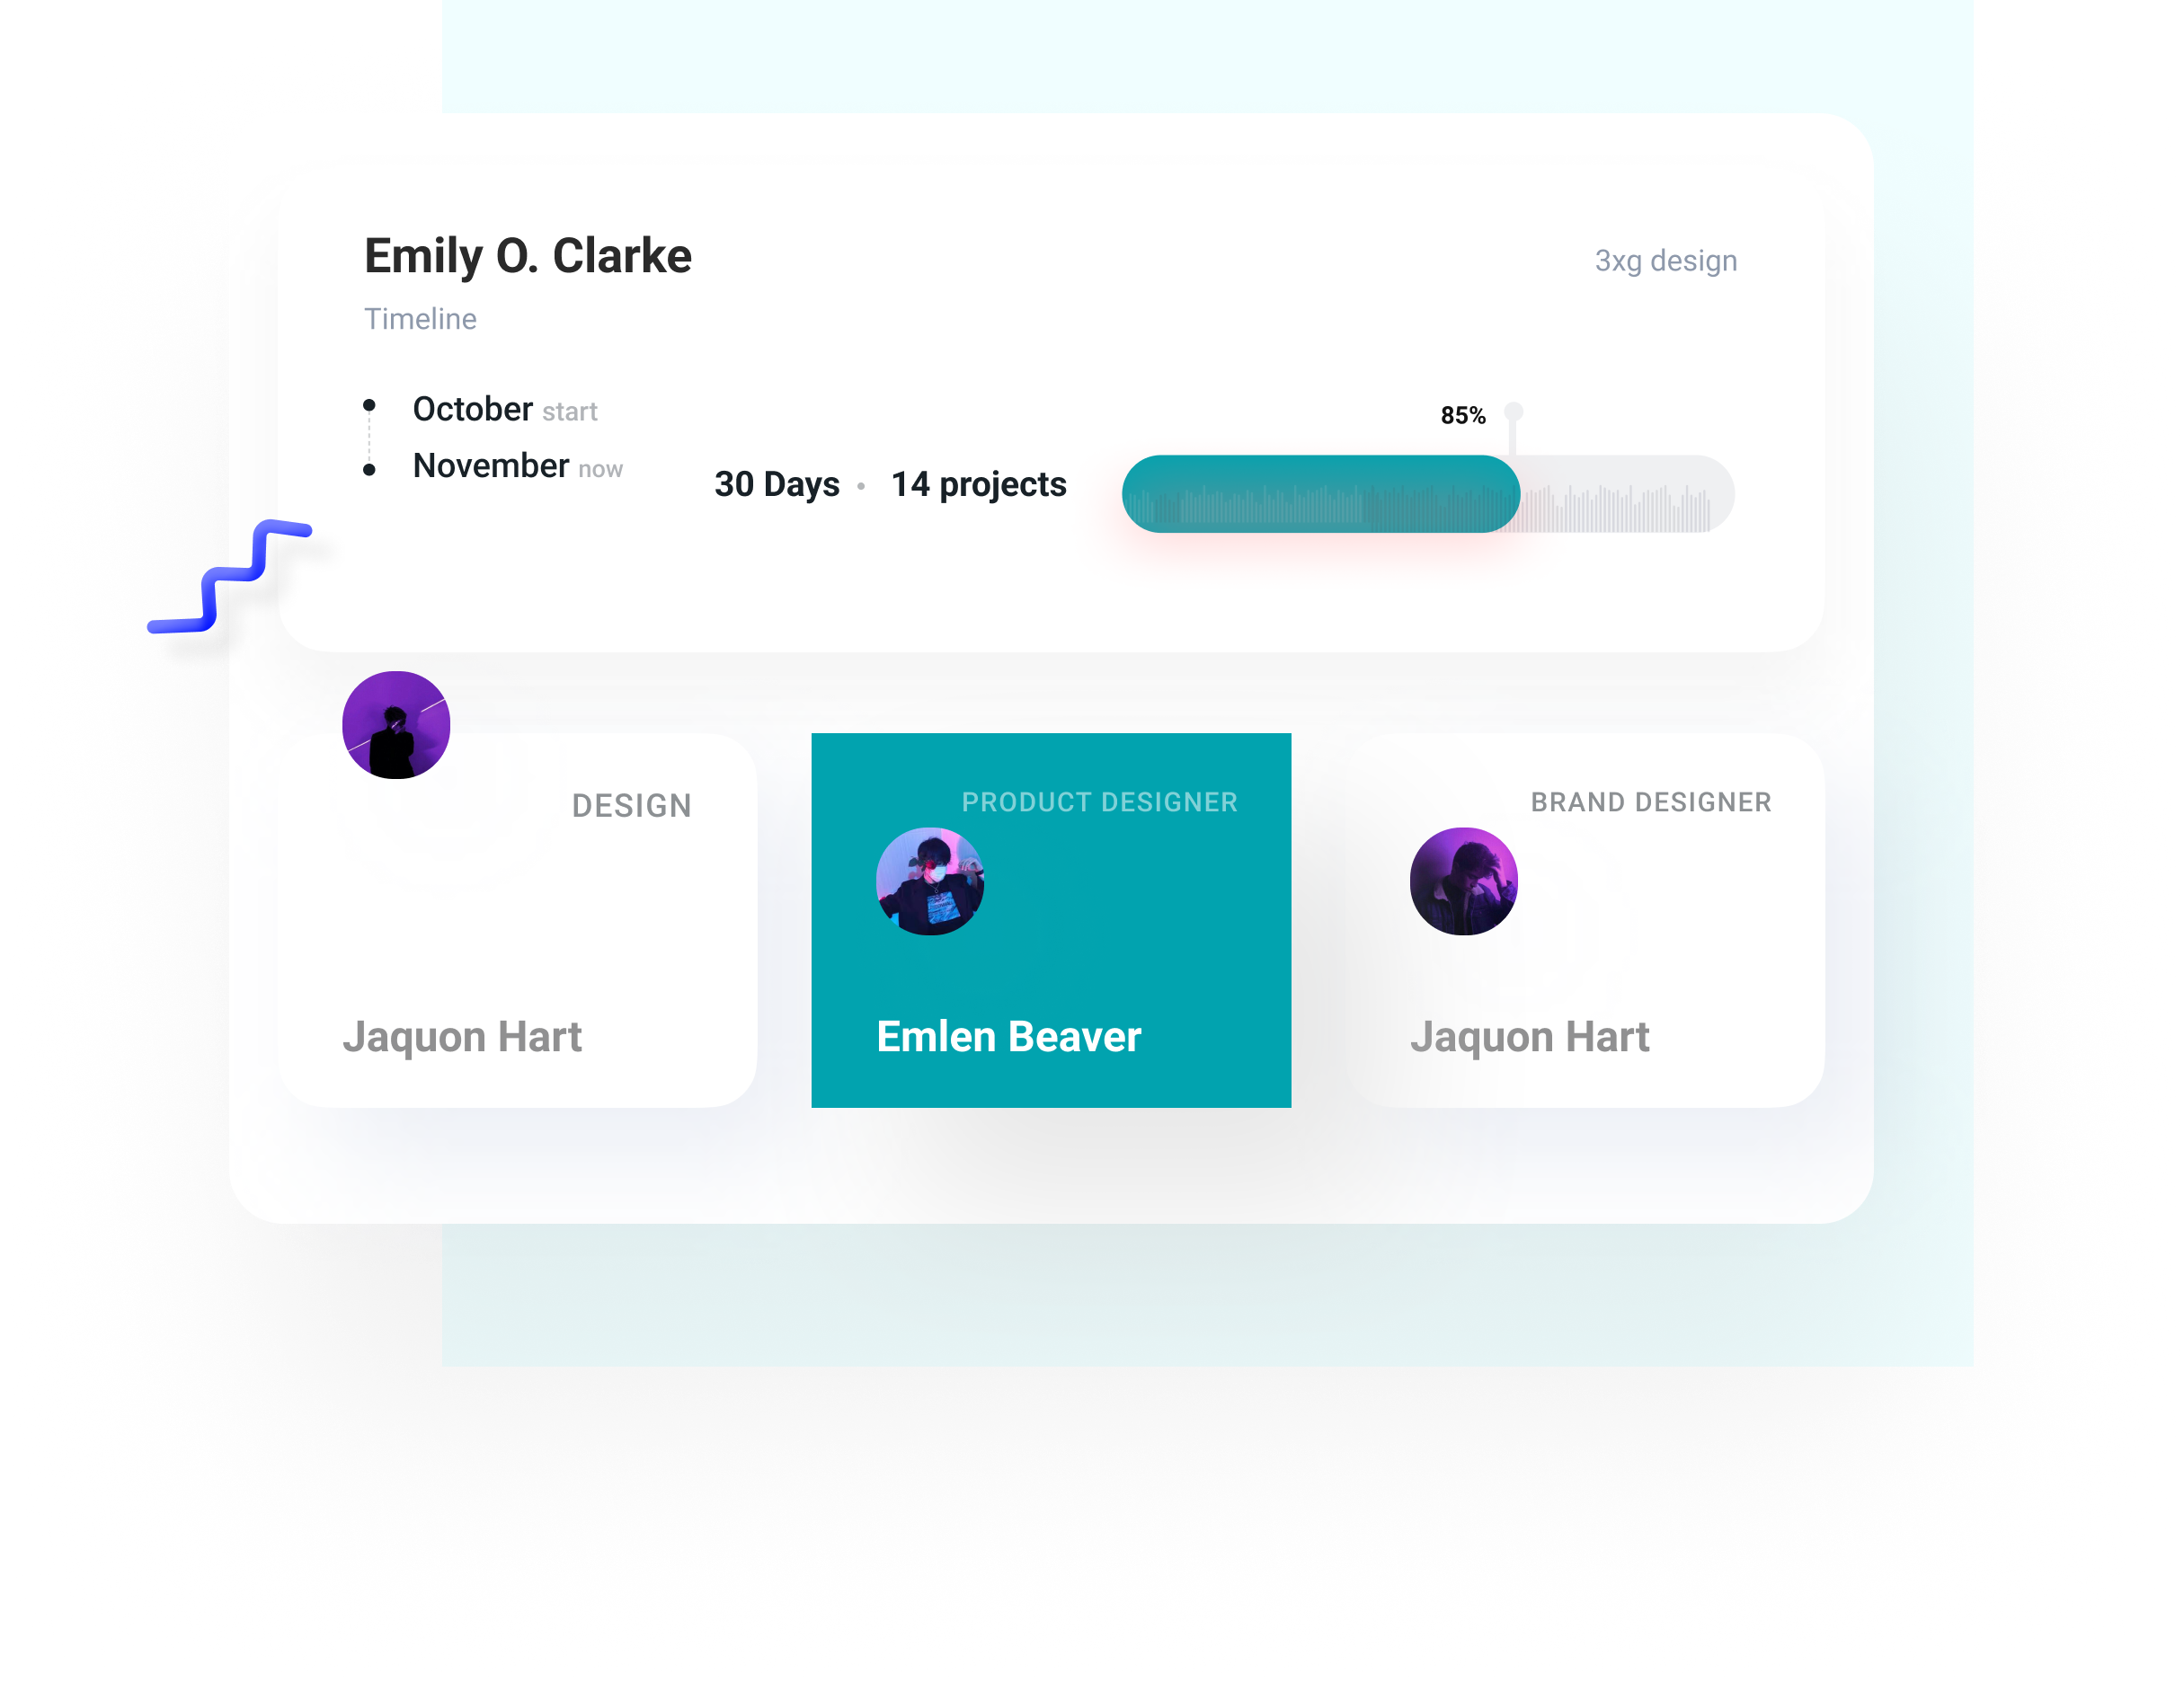 Emily O. Clarke
3xg design
Timeline
October start
November now
85%
30 Days • 14 projects
DESIGN
PRODUCT DESIGNER
BRAND DESIGNER
Jaquon Hart
Emlen Beaver
Jaquon Hart